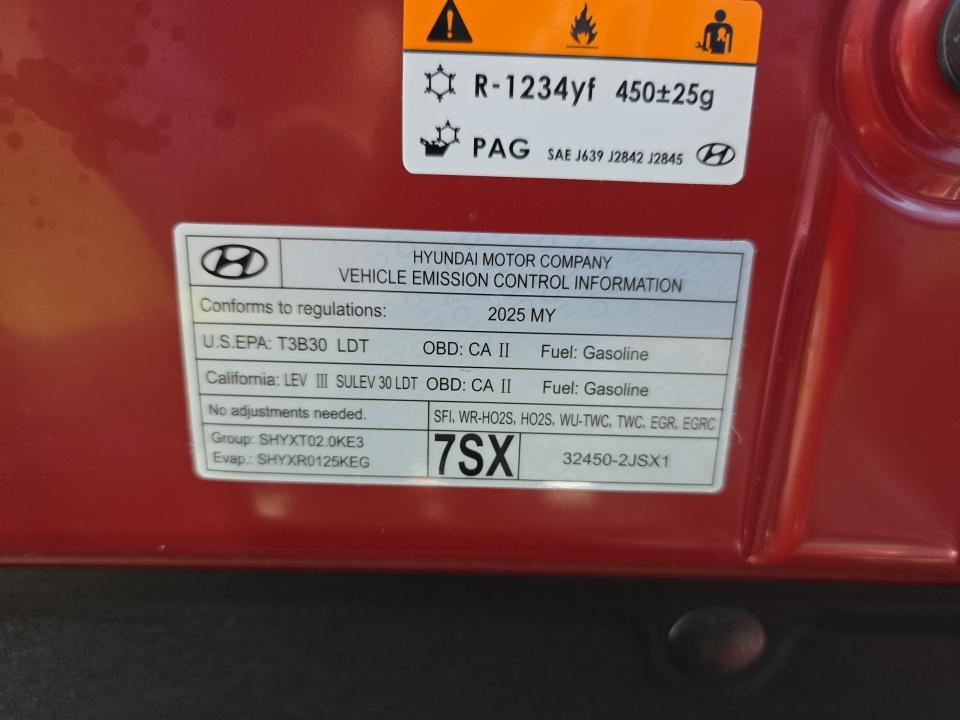 R-1234yf 450±25g
PAG SAE J639 J2842 J2845
HYUNDAI MOTOR COMPANY
VEHICLE EMISSION CONTROL INFORMATION
Conforms to regulations: 2025 MY
U.S.EPA: T3B30 LDT OBD: CA II Fuel: Gasoline
California: LEV III SULEV 30 LDT OBD: CA II Fuel: Gasoline
No adjustments needed. SFI, WR-HO2S, HO2S, WU-TWC, TWC, EGR, EGRC
Group: SHYXT02.0KE3
Evap.: SHYXR0125KEG
7SX
32450-2JSX1